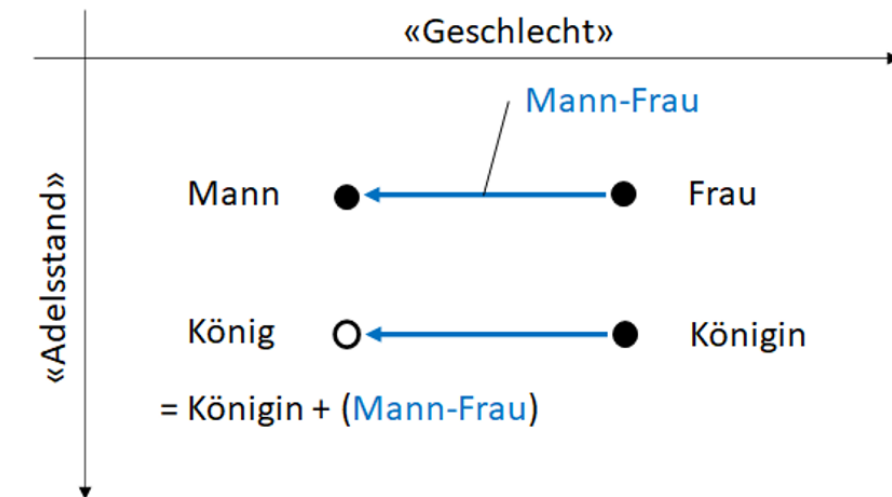 «Geschlecht»
Mann-Frau
Mann
Frau
«Adelsstand»
König
Königin
= Königin + (Mann-Frau)